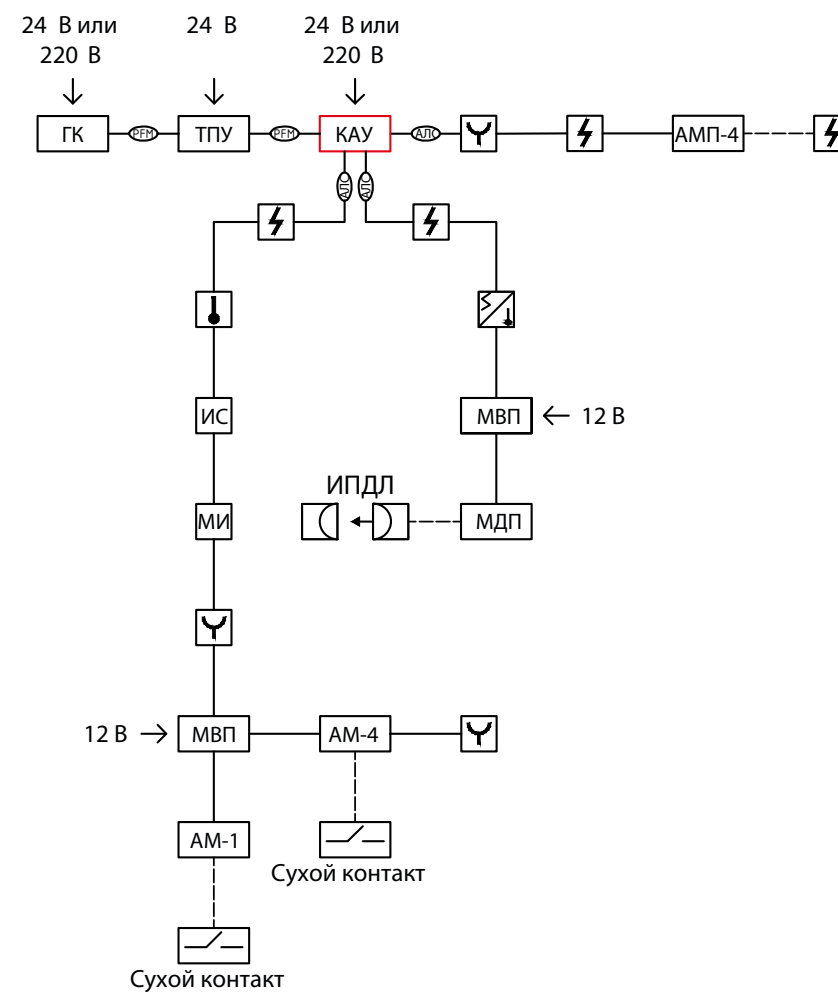 24 В или
220 В
24 В
24 В или
220 В
ГК
PFM
ТПУ
PFM
КАУ
АЛС
АМП-4
АЛС
АЛС
ИС
МВП
12 В
ИПДЛ
МИ
МДП
12 В
МВП
АМ-4
АМ-1
Сухой контакт
Сухой контакт